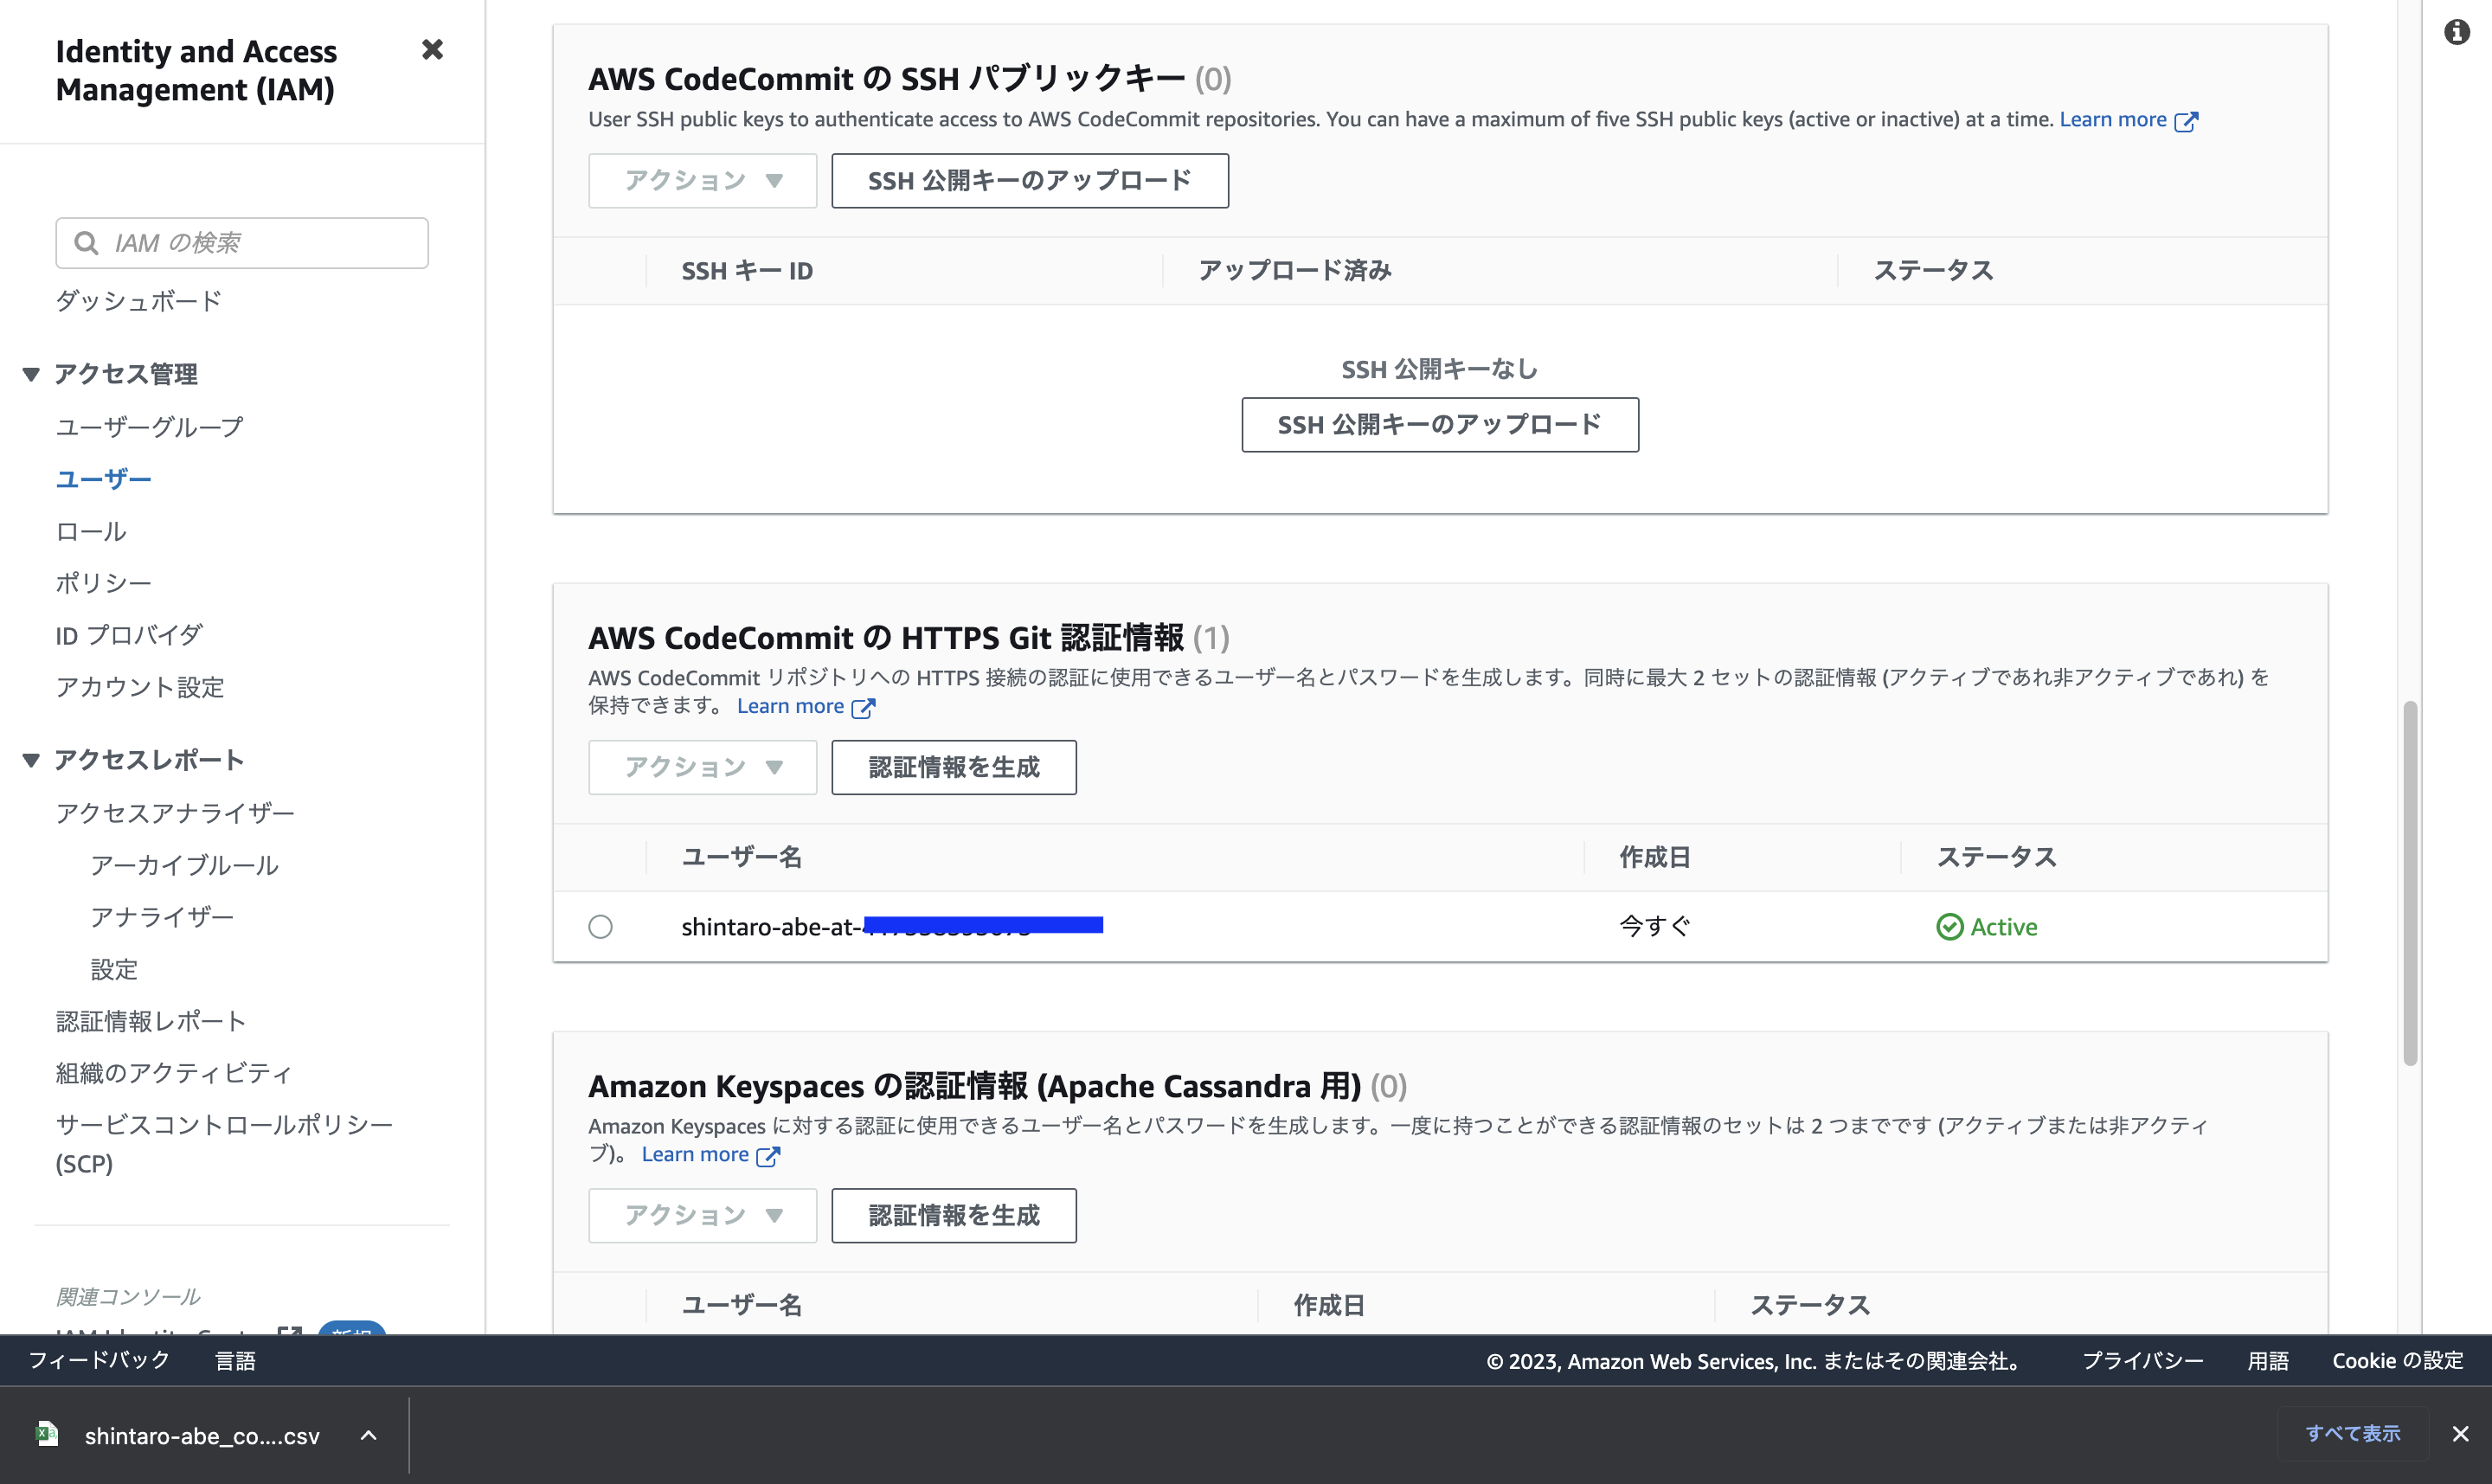 Identity and Access
Management (IAM)
IAM の検索
ダッシュボード
アクセス管理
ユーザーグループ
ユーザー
ロール
ポリシー
ID プロバイダ
アカウント設定
アクセスレポート
アクセスアナライザー
アーカイブルール
アナライザー
設定
認証情報レポート
組織のアクティビティ
サービスコントロールポリシー
(SCP)
関連コンソール
AWS CodeCommit の SSH パブリックキー (0)
User SSH public keys to authenticate access to AWS CodeCommit repositories. You can have a maximum of five SSH public keys (active or inactive) at a time. Learn more
アクション SSH 公開キーのアップロード
SSH キー ID アップロード済み ステータス
SSH 公開キーなし
SSH 公開キーのアップロード
AWS CodeCommit の HTTPS Git 認証情報 (1)
AWS CodeCommit リポジトリへの HTTPS 接続の認証に使用できるユーザー名とパスワードを生成します。同時に最大 2 セットの認証情報 (アクティブであれ非アクティブであれ) を
保持できます。 Learn more
アクション 認証情報を生成
ユーザー名 作成日 ステータス
shintaro-abe-at- 今すぐ Active
Amazon Keyspaces の認証情報 (Apache Cassandra 用) (0)
Amazon Keyspaces に対する認証に使用できるユーザー名とパスワードを生成します。一度に持つことができる認証情報のセットは 2 つまでです (アクティブまたは非アクティ
ブ)。 Learn more
アクション 認証情報を生成
ユーザー名 作成日 ステータス
フィードバック 言語 © 2023, Amazon Web Services, Inc. またはその関連会社。 プライバシー 用語 Cookie の設定
shintaro-abe_co....csv すべて表示